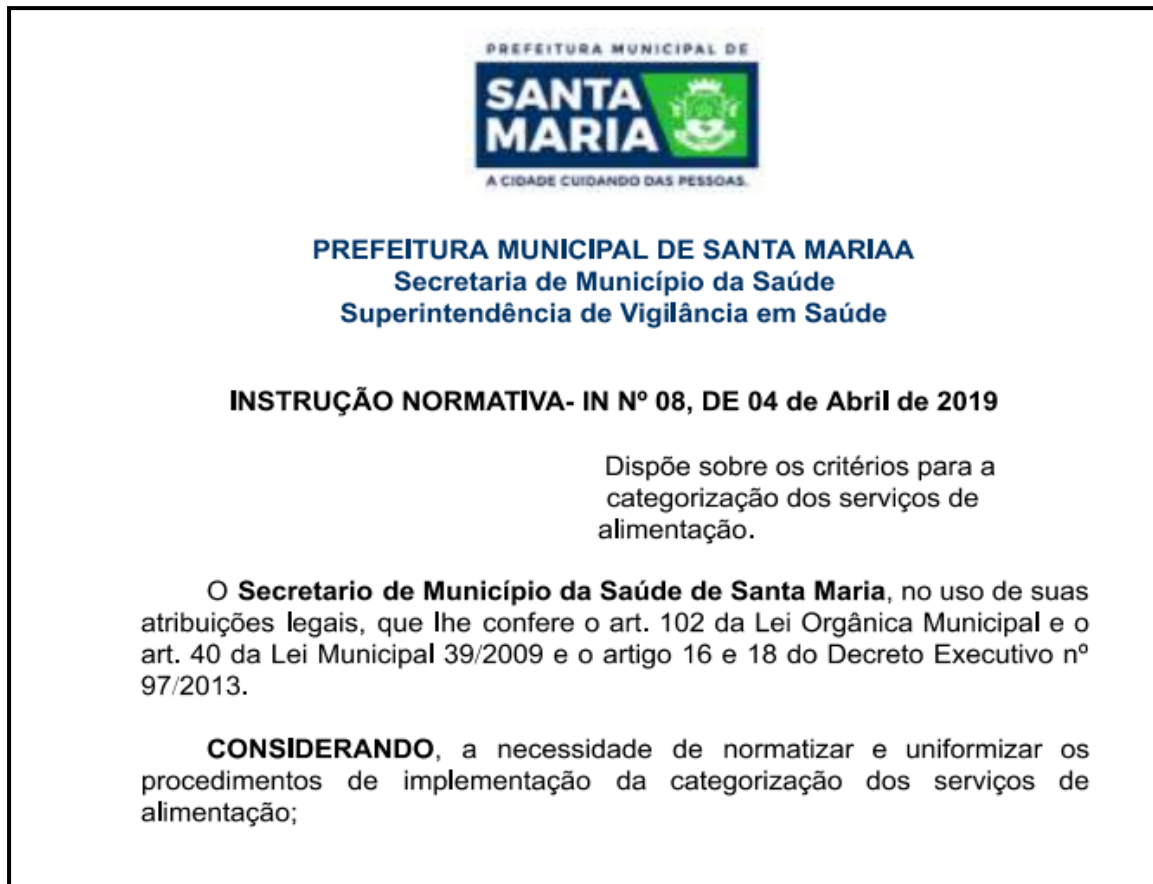 PREFEITURA MUNICIPAL DE
SANTA
MARIA
A CIDADE CUIDANDO DAS PESSOAS.
PREFEITURA MUNICIPAL DE SANTA MARIAA
Secretaria de Município da Saúde
Superintendência de Vigilância em Saúde
INSTRUÇÃO NORMATIVA- IN Nº 08, DE 04 de Abril de 2019
Dispõe sobre os critérios para a
categorização dos serviços de
alimentação.
O Secretario de Município da Saúde de Santa Maria, no uso de suas
atribuições legais, que lhe confere o art. 102 da Lei Orgânica Municipal e o
art. 40 da Lei Municipal 39/2009 e o artigo 16 e 18 do Decreto Executivo nº
97/2013.
CONSIDERANDO, a necessidade de normatizar e uniformizar os
procedimentos de implementação da categorização dos serviços de
alimentação;